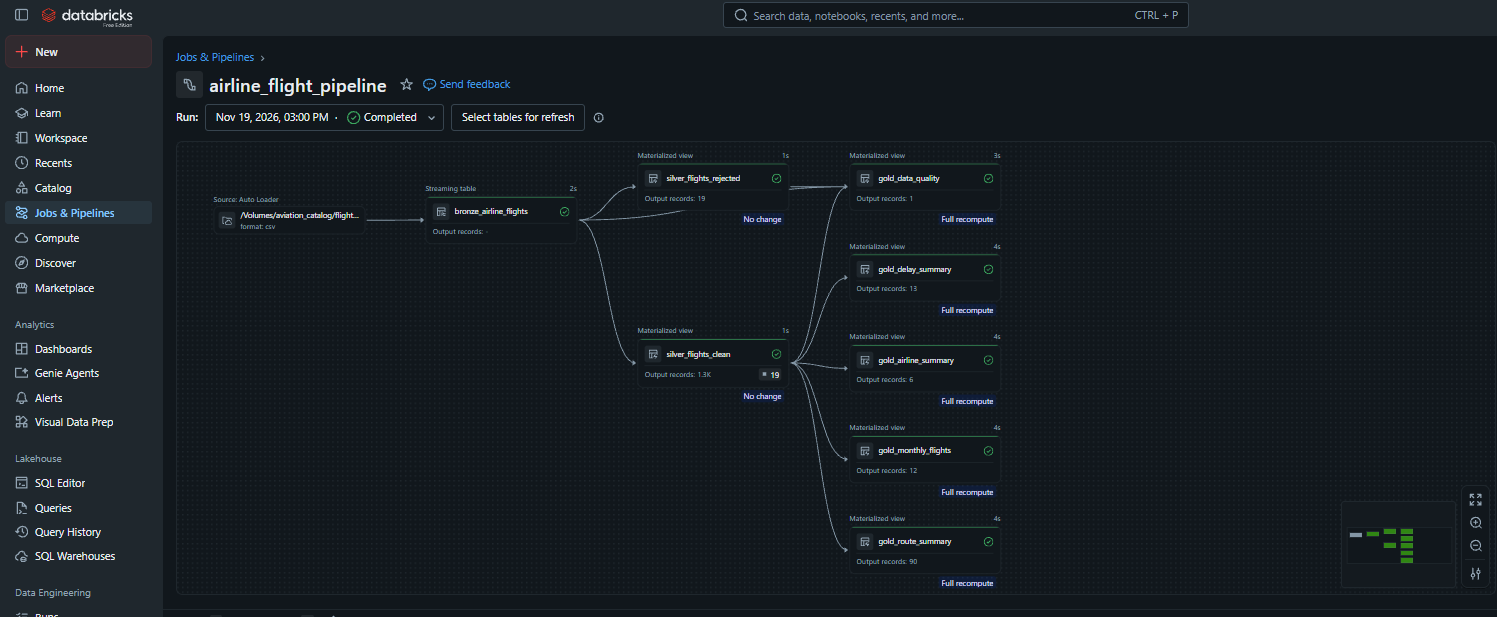 databricks
Free Edition
Search data, notebooks, recents, and more...
CTRL + P
New
Home
Learn
Workspace
Recents
Catalog
Jobs & Pipelines
Compute
Discover
Marketplace
Analytics
Dashboards
Genie Agents
Alerts
Visual Data Prep
Lakehouse
SQL Editor
Queries
Query History
SQL Warehouses
Data Engineering
Runs
Jobs & Pipelines ›
airline_flight_pipeline
Send feedback
Run:
Nov 19, 2026, 03:00 PM · Completed
Select tables for refresh
Source: Auto Loader
/Volumes/aviation_catalog/flight...
format: csv
Streaming table 2s
bronze_airline_flights
Output records: -
Materialized view 1s
silver_flights_rejected
Output records: 19
No change
Materialized view 1s
silver_flights_clean
Output records: 1.3K
19
No change
Materialized view 3s
gold_data_quality
Output records: 1
Full recompute
Materialized view 4s
gold_delay_summary
Output records: 13
Full recompute
Materialized view 4s
gold_airline_summary
Output records: 6
Full recompute
Materialized view 4s
gold_monthly_flights
Output records: 12
Full recompute
Materialized view 4s
gold_route_summary
Output records: 90
Full recompute